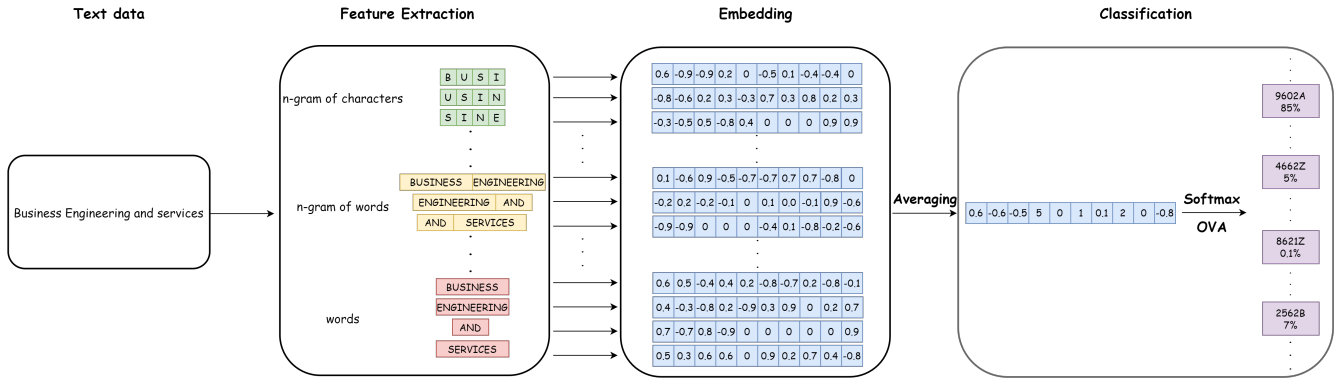 Text data
Feature Extraction
Embedding
Classification
Business Engineering and services
n-gram of characters
B U S I
U S I N
S I N E
n-gram of words
BUSINESS ENGINEERING
ENGINEERING AND
AND SERVICES
words
BUSINESS
ENGINEERING
AND
SERVICES
0.6 -0.9 -0.9 0.2 0 -0.5 0.1 -0.4 -0.4 0
-0.8 -0.6 0.2 0.3 -0.3 0.7 0.3 0.8 0.2 0.3
-0.3 -0.5 0.5 -0.8 0.4 0 0 0 0.9 0.9
0.1 -0.6 0.9 -0.5 -0.7 -0.7 0.7 0.7 -0.8 0
-0.2 0.2 -0.2 -0.1 0 0.1 0.0 -0.1 0.9 -0.6
-0.9 -0.9 0 0 0 -0.4 0.1 -0.8 -0.2 -0.6
0.6 0.5 -0.4 0.4 0.2 -0.8 -0.7 0.2 -0.8 -0.1
0.4 -0.3 -0.8 0.2 -0.9 0.3 0.9 0 0.2 0.7
0.7 -0.7 0.8 -0.9 0 0 0 0 0 0.9
0.5 0.3 0.6 0.6 0 0.9 0.2 0.7 0.4 -0.8
Averaging
0.6 -0.6 -0.5 5 0 1 0.1 2 0 -0.8
Softmax
OVA
9602A
85%
4662Z
5%
8621Z
0,1%
2562B
7%